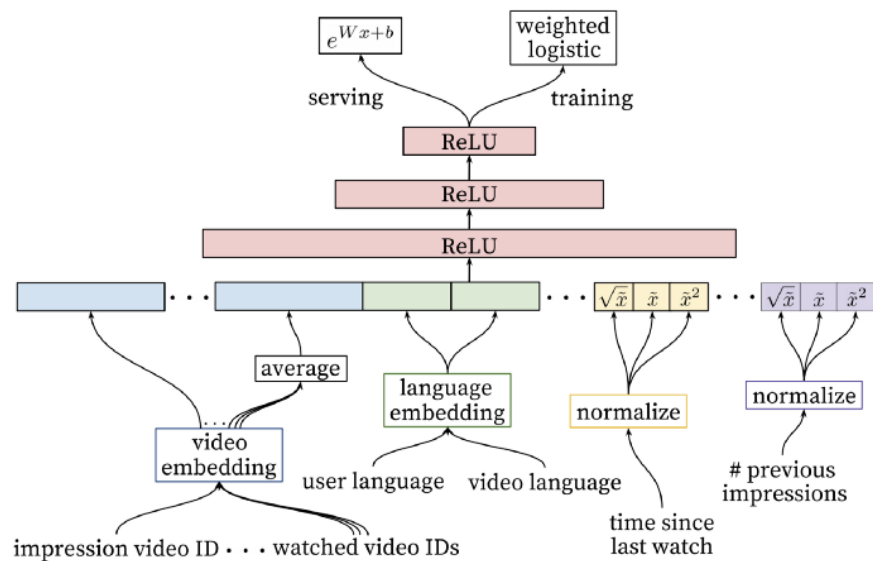 e^{Wx+b}
weighted
logistic
serving
training
ReLU
ReLU
ReLU
. . .
. . .
. . .
√x̃ x̃ x̃²
√x̃ x̃ x̃²
average
language
embedding
normalize
normalize
. . . .
video
embedding
user language
video language
# previous
impressions
time since
last watch
impression video ID . . . watched video IDs